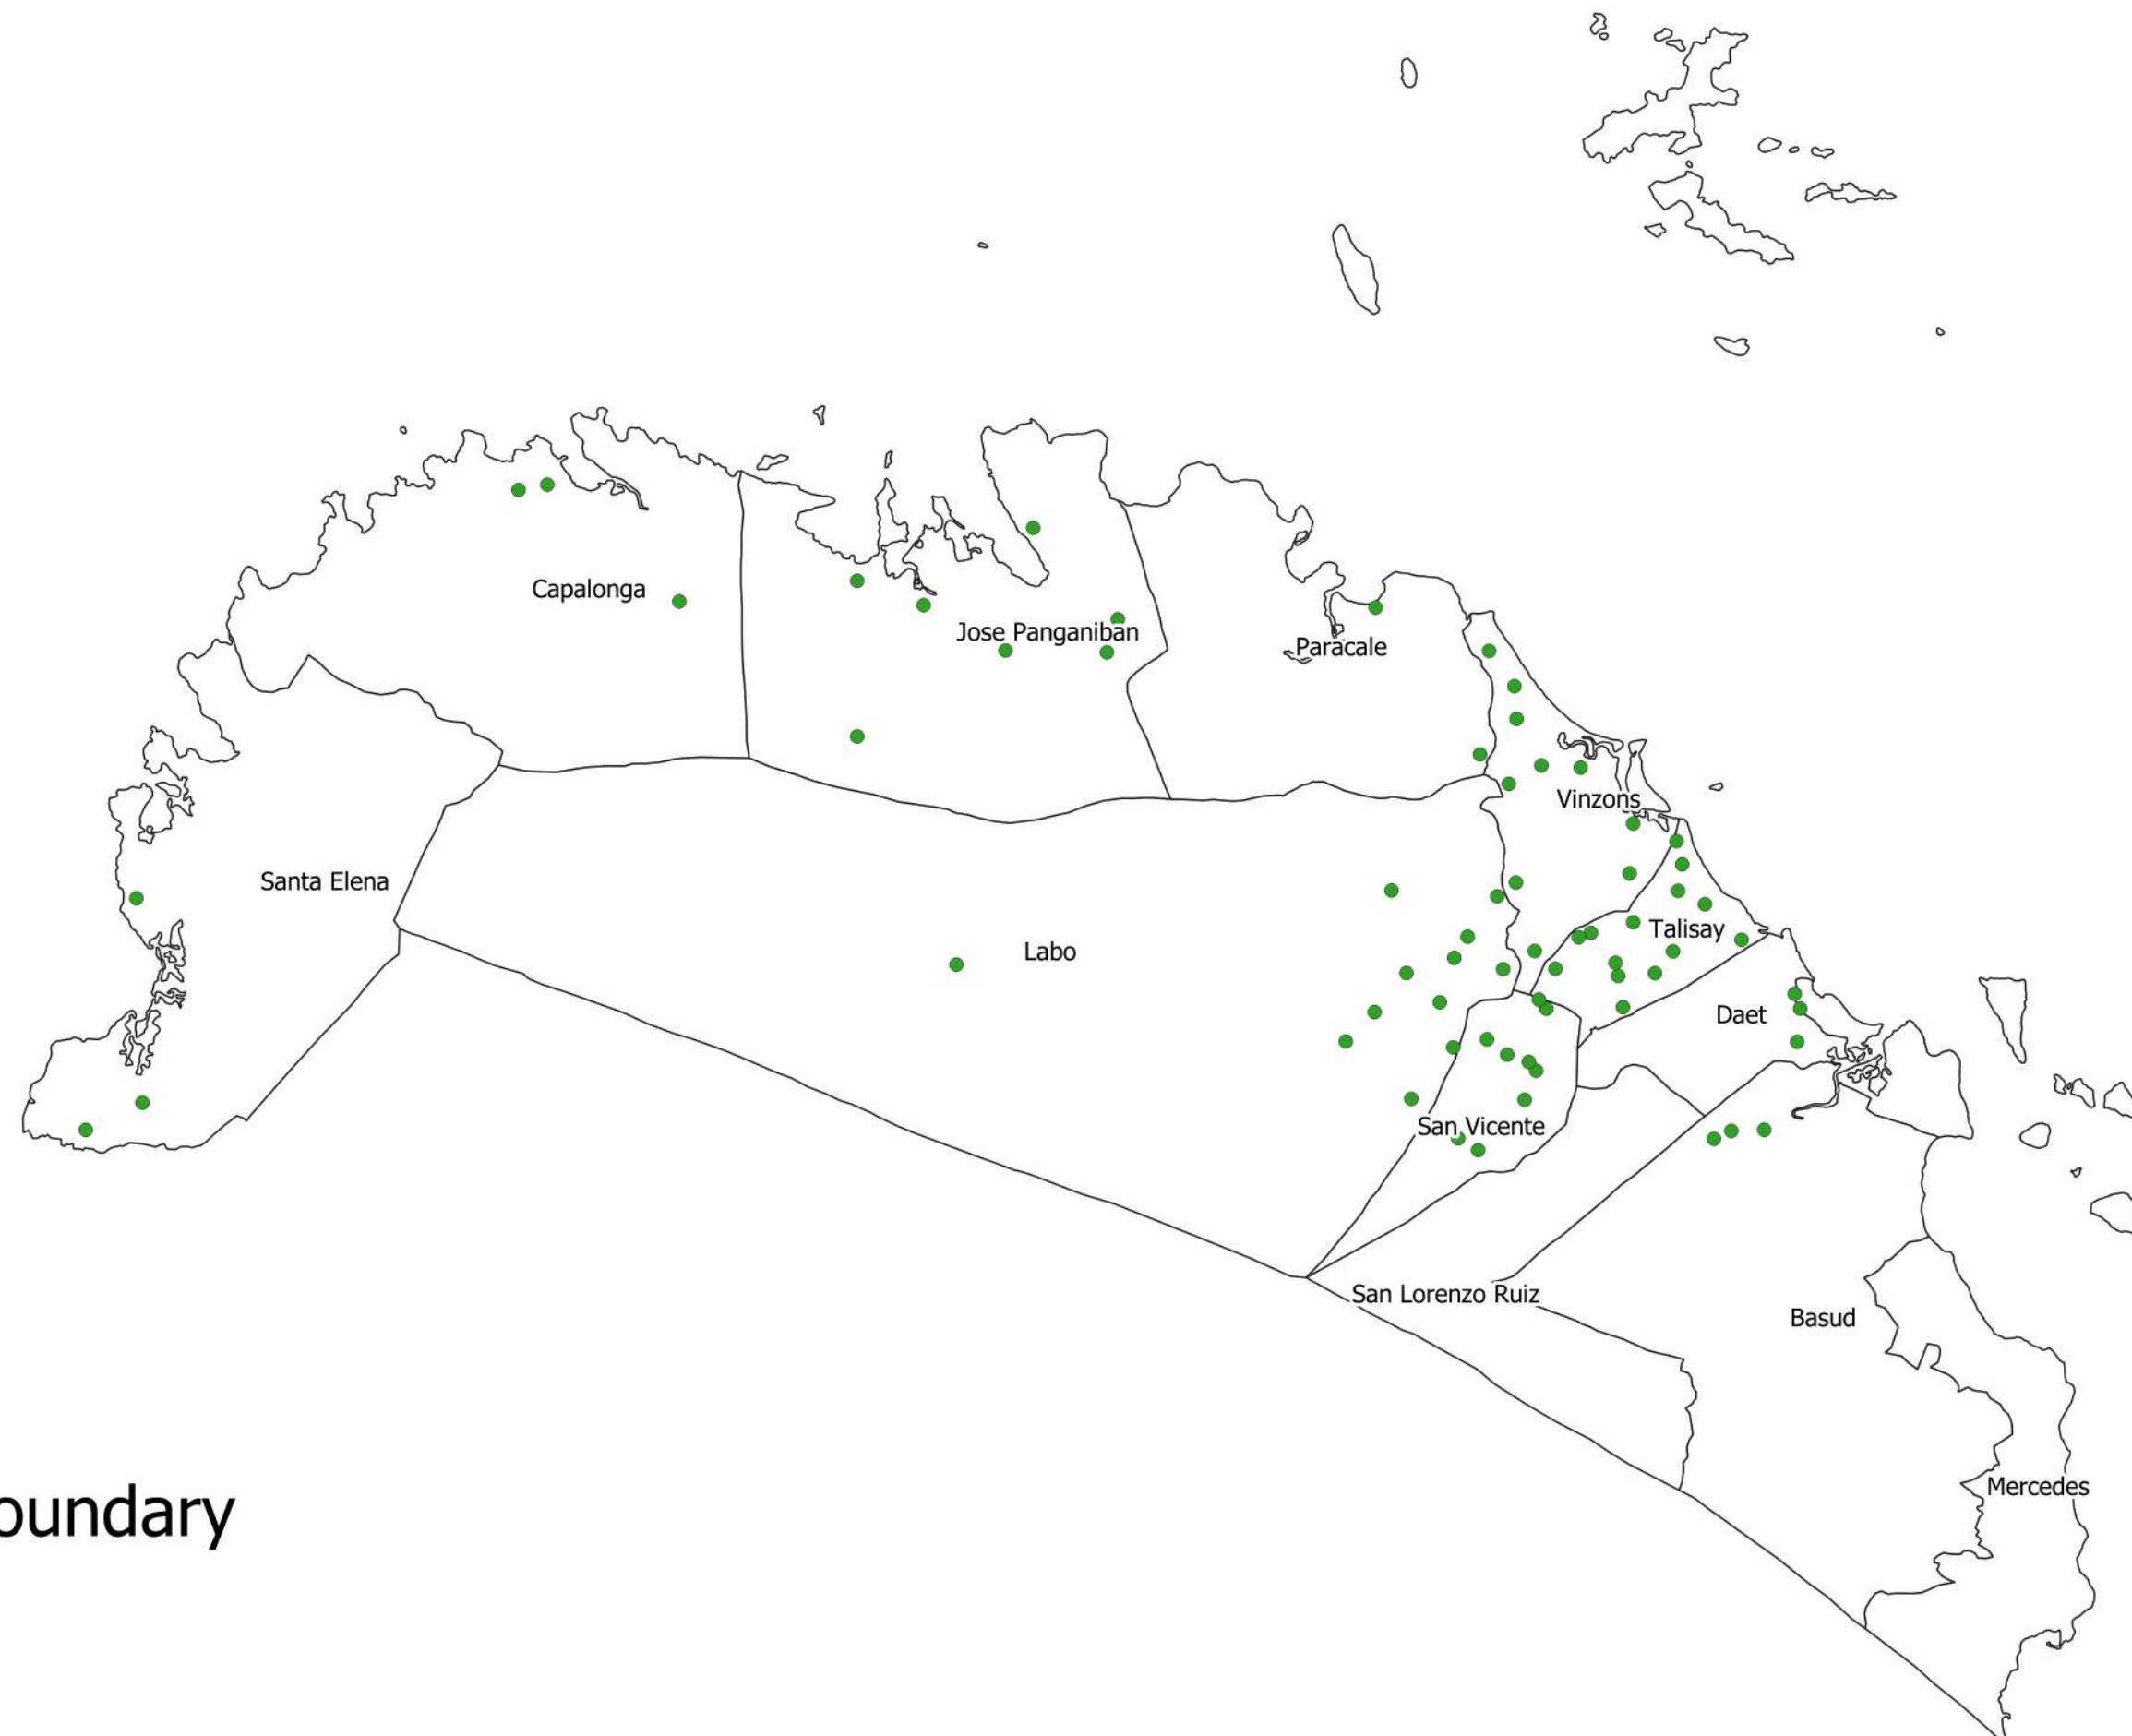 Capalonga
Jose Panganiban
Paracale
Vinzons
Santa Elena
Talisay
Labo
Daet
San Vicente
San Lorenzo Ruiz
Basud
Mercedes
oundary